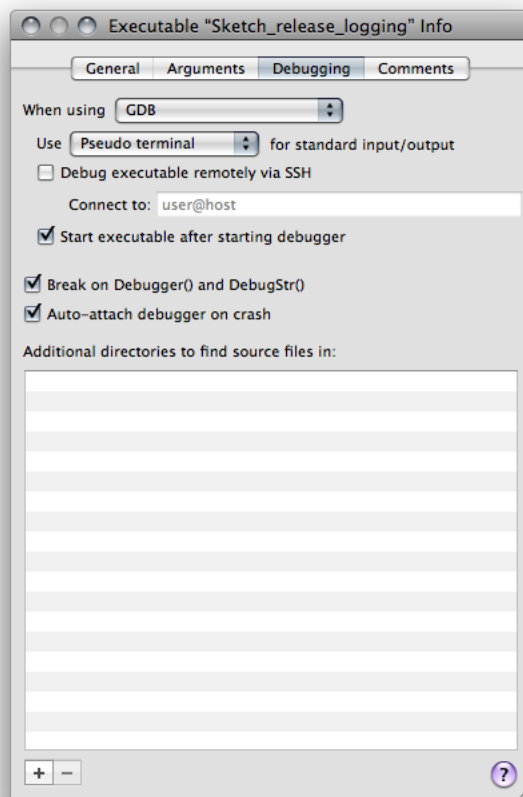 Executable “Sketch_release_logging” Info
General Arguments Debugging Comments
When using GDB
Use Pseudo terminal for standard input/output
Debug executable remotely via SSH
Connect to: user@host
Start executable after starting debugger
Break on Debugger() and DebugStr()
Auto-attach debugger on crash
Additional directories to find source files in:
+ − ?